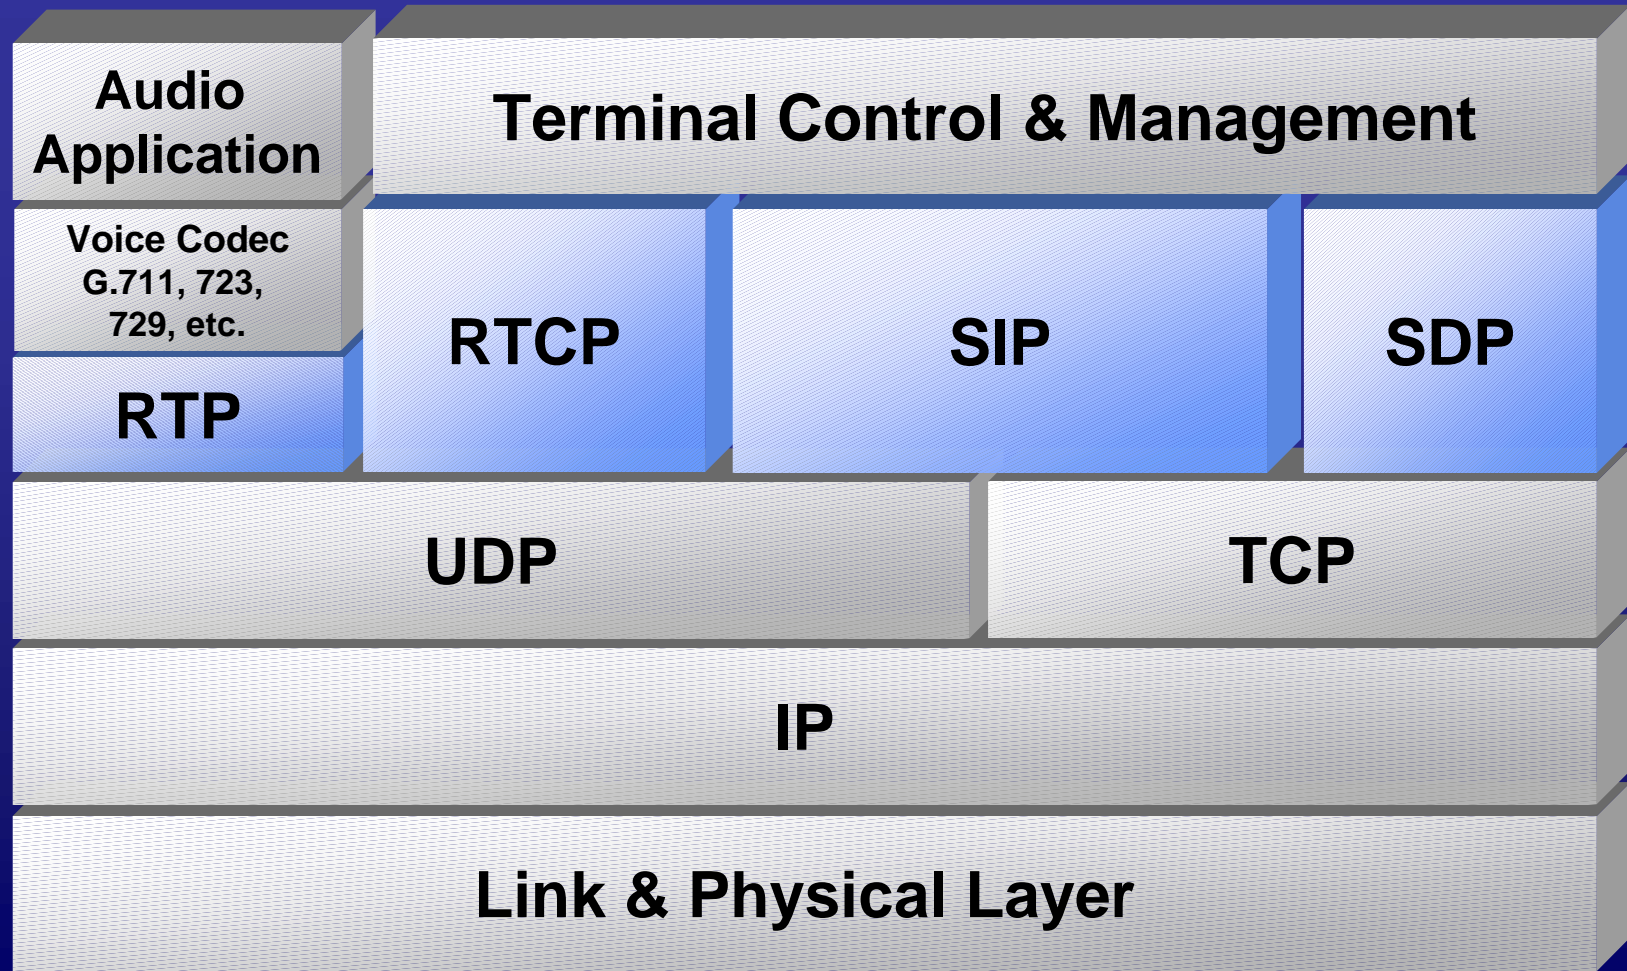 Audio
Application
Terminal Control & Management
Voice Codec
G.711, 723,
729, etc.
RTP
RTCP
SIP
SDP
UDP
TCP
IP
Link & Physical Layer